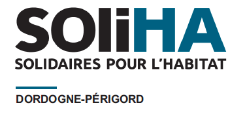 SOLiHA
SOLIDAIRES POUR L'HABITAT
DORDOGNE-PÉRIGORD